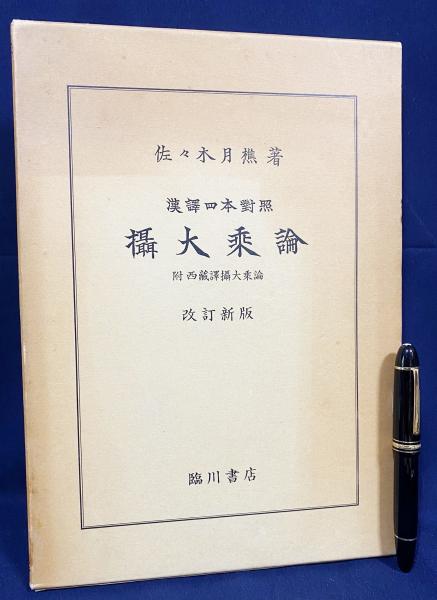 佐々木月樵著
漢譯四本對照
攝大乘論
附西藏譯攝大乘論
改訂新版
臨川書店